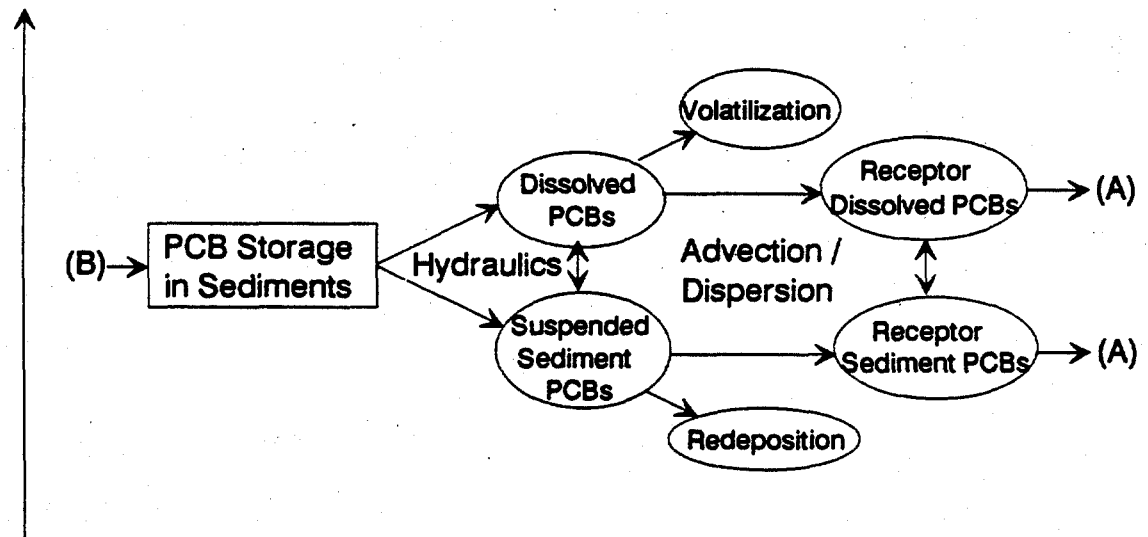 Volatilization
Dissolved
PCBs
Receptor
Dissolved PCBs
(A)
(B)
PCB Storage
in Sediments
Hydraulics
Advection /
Dispersion
Suspended
Sediment
PCBs
Receptor
Sediment PCBs
(A)
Redeposition